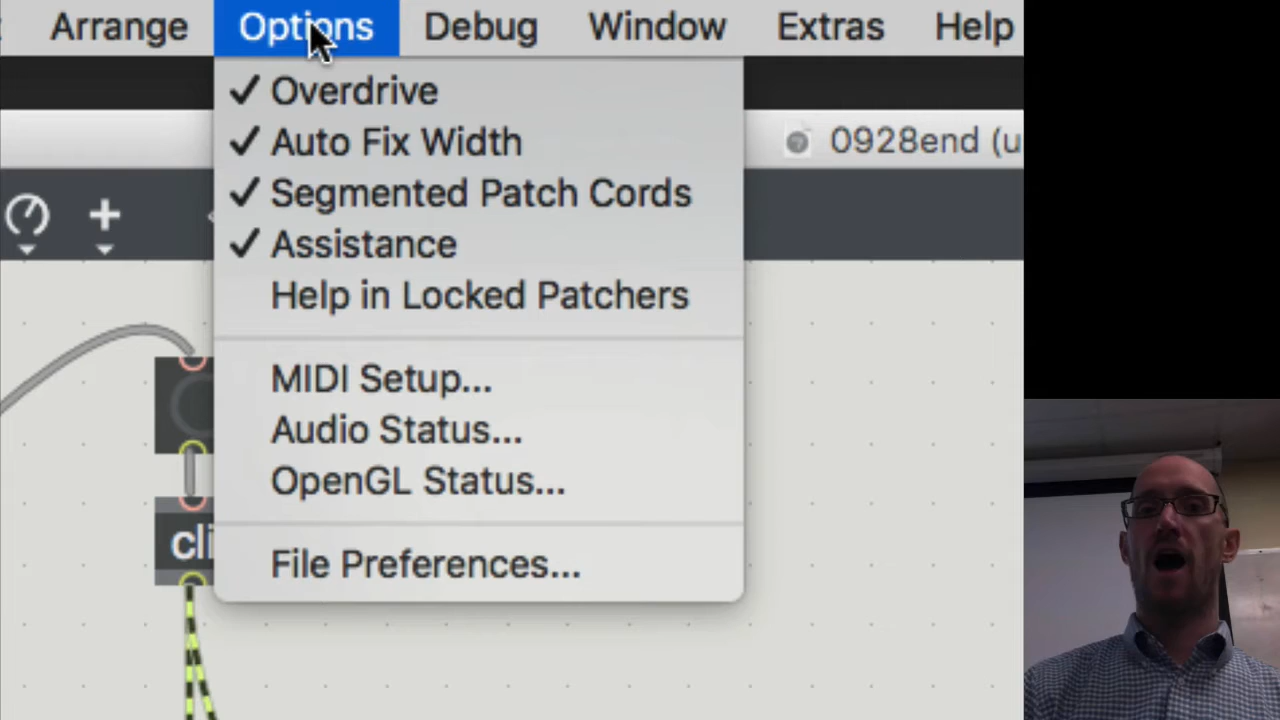 Arrange Options Debug Window Extras Help
Overdrive
Auto Fix Width
0928end (u
Segmented Patch Cords
Assistance
Help in Locked Patchers
MIDI Setup...
Audio Status...
OpenGL Status...
cli
File Preferences...